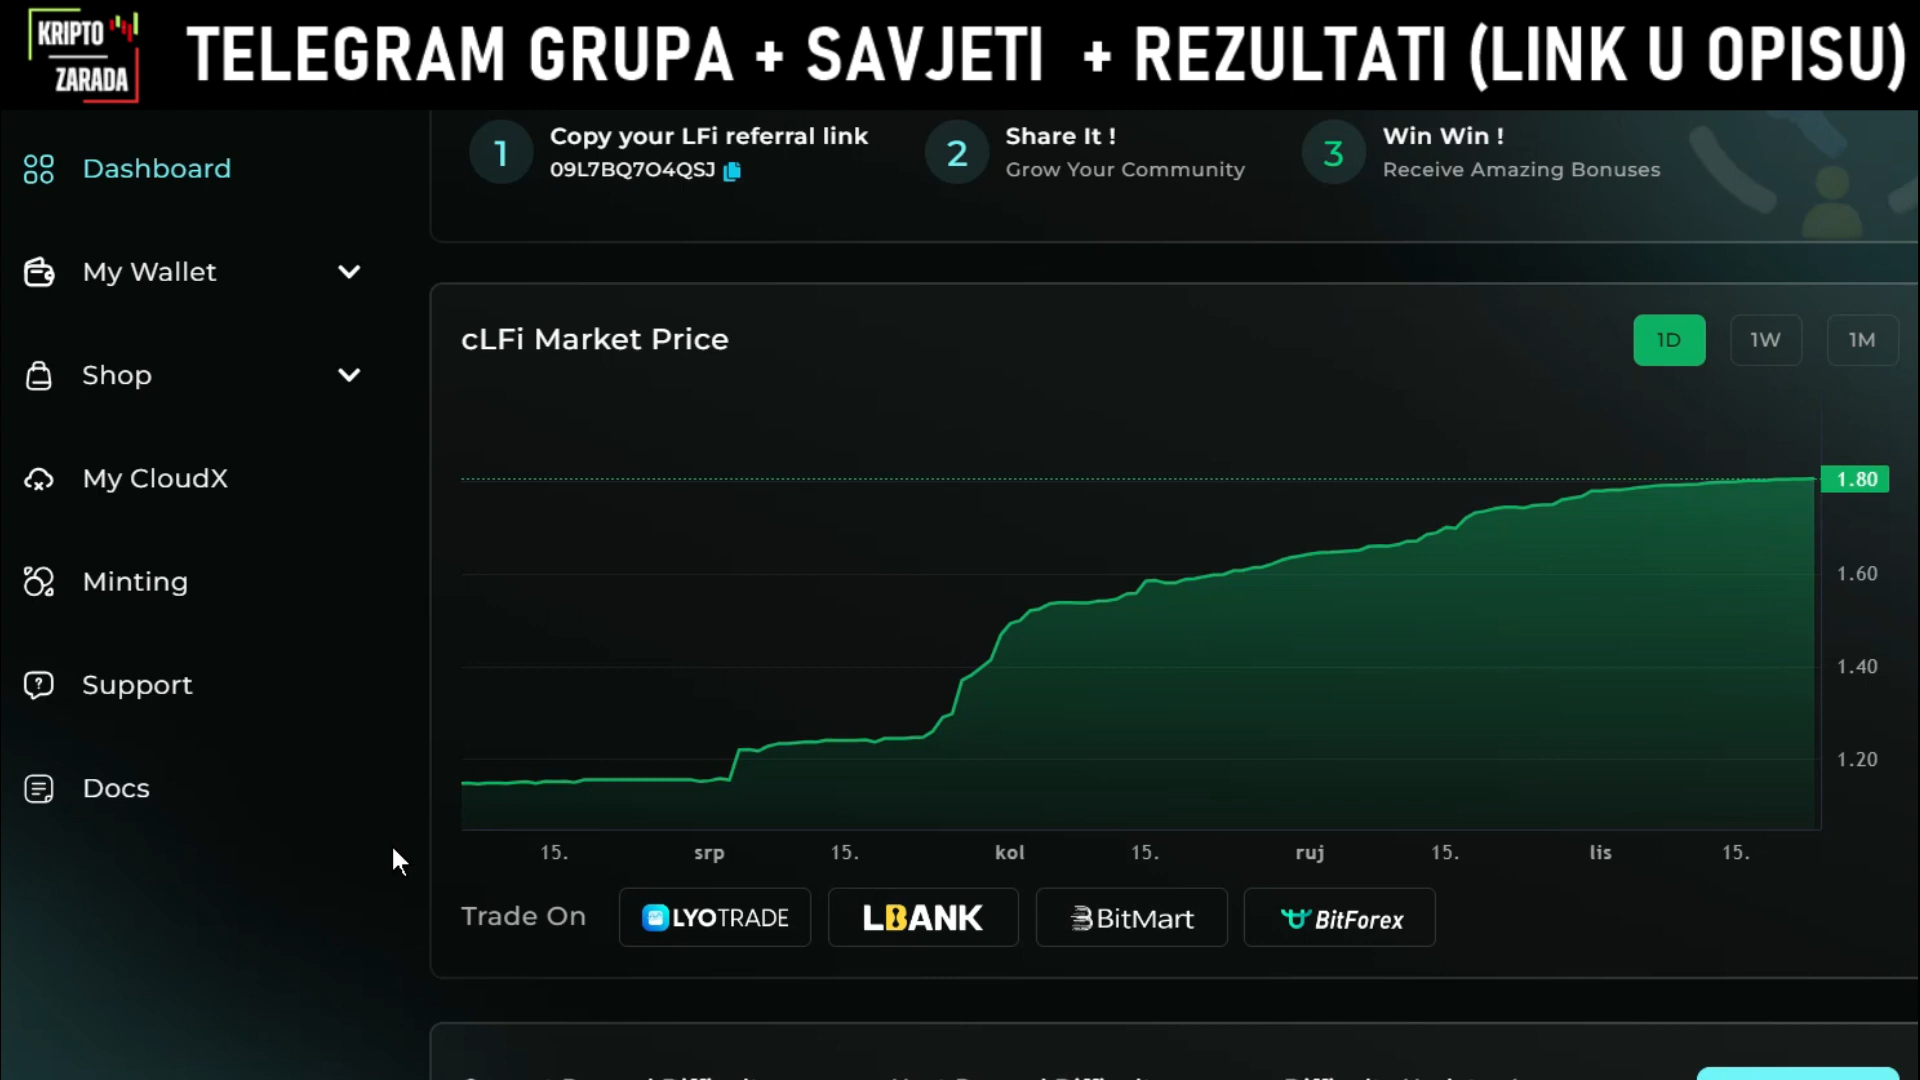 KRIPTO
ZARADA
TELEGRAM GRUPA + SAVJETI + REZULTATI (LINK U OPISU)
Dashboard
My Wallet
Shop
My CloudX
Minting
Support
Docs
1
Copy your LFi referral link
09L7BQ7O4QSJ
2
Share It !
Grow Your Community
3
Win Win !
Receive Amazing Bonuses
cLFi Market Price
1D
1W
1M
1.80
1.60
1.40
1.20
15.
srp
15.
kol
15.
ruj
15.
lis
15.
Trade On
LYOTRADE
LBANK
BitMart
BitForex